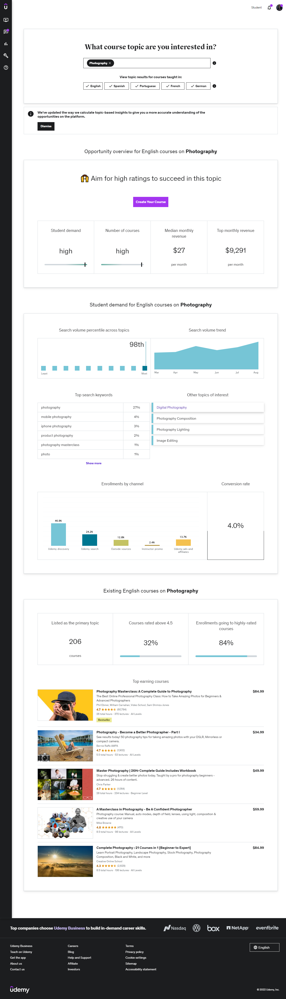 Student
What course topic are you interested in?
Photography
View topic results for courses taught in:
English
Spanish
Portuguese
French
German
We've updated the way we calculate topic-based insights to give you a more accurate understanding of the
opportunities on the platform.
Dismiss
Opportunity overview for English courses on Photography
Aim for high ratings to succeed in this topic
Create Your Course
Student demand
high
Number of courses
high
Median monthly
revenue
$27
per month
Top monthly revenue
$9,291
per month
Student demand for English courses on Photography
Search volume percentile across topics
98th
Least
Most
Search volume trend
Mar
Apr
May
Jun
Jul
Aug
Top search keywords
photography 27%
mobile photography 4%
iphone photography 3%
product photography 2%
photography masterclass 1%
photo 1%
Show more
Other topics of interest
Digital Photography
Photography Composition
Photography Lighting
Image Editing
Enrollments by channel
46.9%
24.2%
12.8%
2.4%
13.7%
Udemy discovery
Udemy search
Outside sources
Instructor promo
Udemy ads and
affiliates
Conversion rate
4.0%
Existing English courses on Photography
Listed as the primary topic
206
courses
Courses rated above 4.5
32%
Enrollments going to highly-rated
courses
84%
Top earning courses
Photography Masterclass: A Complete Guide to Photography
$84.99
The Best Online Professional Photography Class: How to Take Amazing Photos for Beginners &
Advanced Photographers
Phil Ebiner, William Carnahan, Video School, Sam Shimizu-Jones
4.7 (60,784)
26 total hours · 370 lectures · All Levels
Bestseller
Photography - Become a Better Photographer - Part I
$34.99
See results today! 50 photography tips for taking amazing photos with your DSLR, Mirrorless or
compact camera.
Bernie Raffe AMPA
4.7 (1,902)
5.5 total hours · 53 lectures · All Levels
Master Photography | 26Hr Complete Guide Includes Workbook
$49.99
Stop struggling & create better photos today. Taught by a pro for photography beginners -
advanced. 26 hours of content.
Chris Parker
4.7 (1,064)
28 total hours · 234 lectures · Beginner Level
A Masterclass in Photography - Be A Confident Photographer
$59.99
Photography course: Manual, auto modes, depth of field, lenses, using light, composition &
creative use of your camera
Mike Browne
4.8 (470)
8.5 total hours · 98 lectures · All Levels
Complete Photography : 21 Courses in 1 [Beginner to Expert]
$84.99
Learn Portrait Photography, Landscape Photography, Stock Photography, Photography
Composition, Black and White, and more
Creative Online School
4.3 (2,629)
8.5 total hours · 136 lectures · All Levels
Top companies choose Udemy Business to build in-demand career skills.
Nasdaq
box
NetApp
eventbrite
Udemy Business
Teach on Udemy
Get the app
About us
Contact us
Careers
Blog
Help and Support
Affiliate
Investors
Terms
Privacy policy
Cookie settings
Sitemap
Accessibility statement
English
udemy
© 2022 Udemy, Inc.